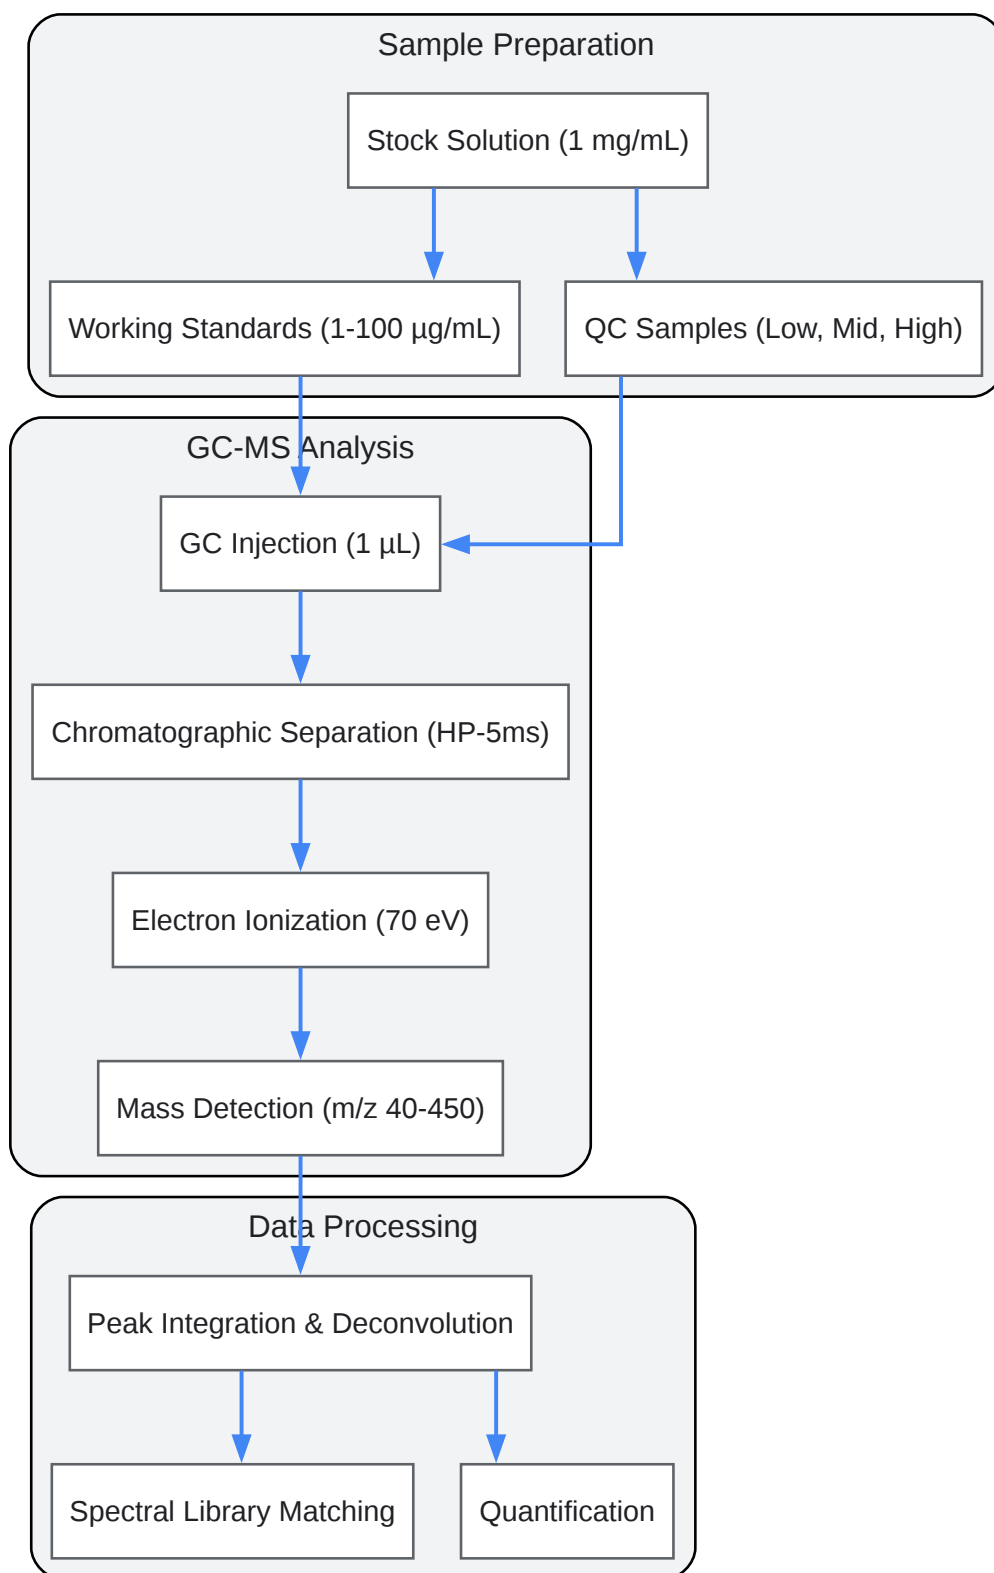 Sample Preparation
Stock Solution (1 mg/mL)
Working Standards (1-100 µg/mL)
QC Samples (Low, Mid, High)
GC-MS Analysis
GC Injection (1 µL)
Chromatographic Separation (HP-5ms)
Electron Ionization (70 eV)
Mass Detection (m/z 40-450)
Data Processing
Peak Integration & Deconvolution
Spectral Library Matching
Quantification